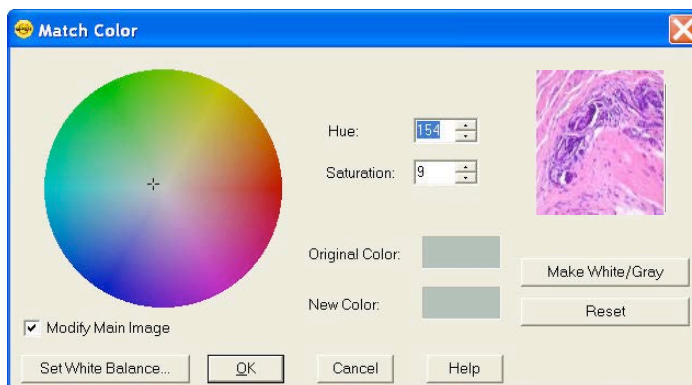 Match Color
Hue: 154
Saturation: 9
Original Color:
Make White/Gray
New Color:
Reset
Modify Main Image
Set White Balance... OK Cancel Help